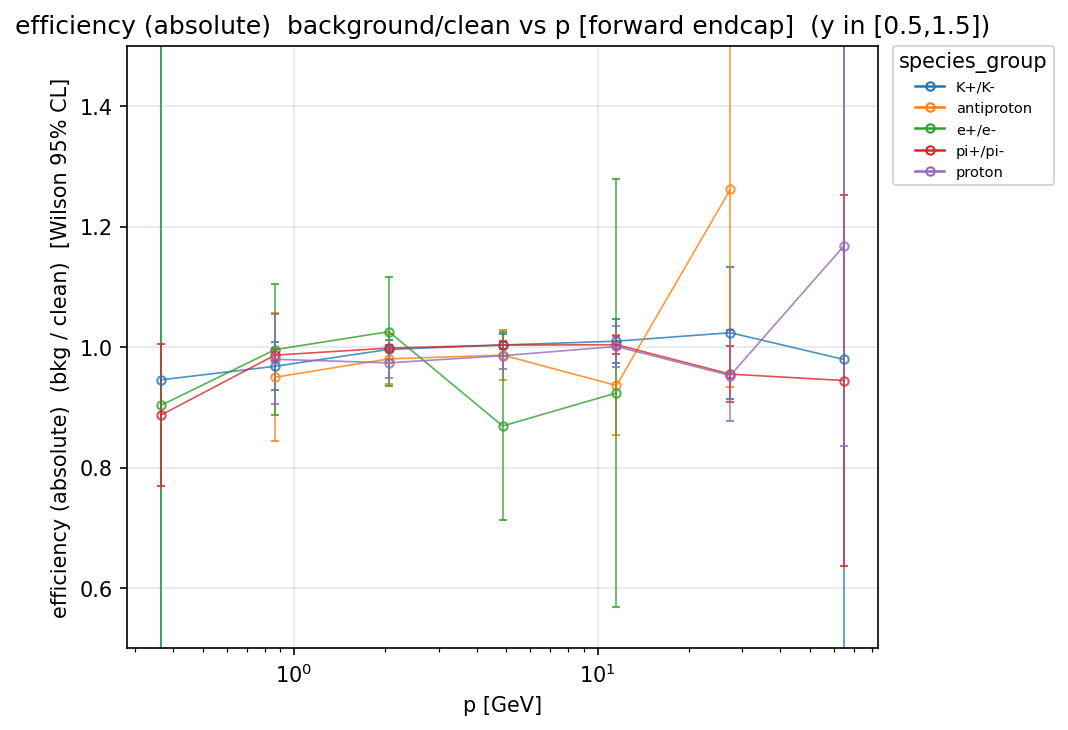 efficiency (absolute)  background/clean vs p [forward endcap]  (y in [0.5,1.5])
species_group
K+/K-
antiproton
e+/e-
pi+/pi-
proton
efficiency (absolute)  (bkg / clean)  [Wilson 95% CL]
1.4
1.2
1.0
0.8
0.6
10⁰
10¹
p [GeV]